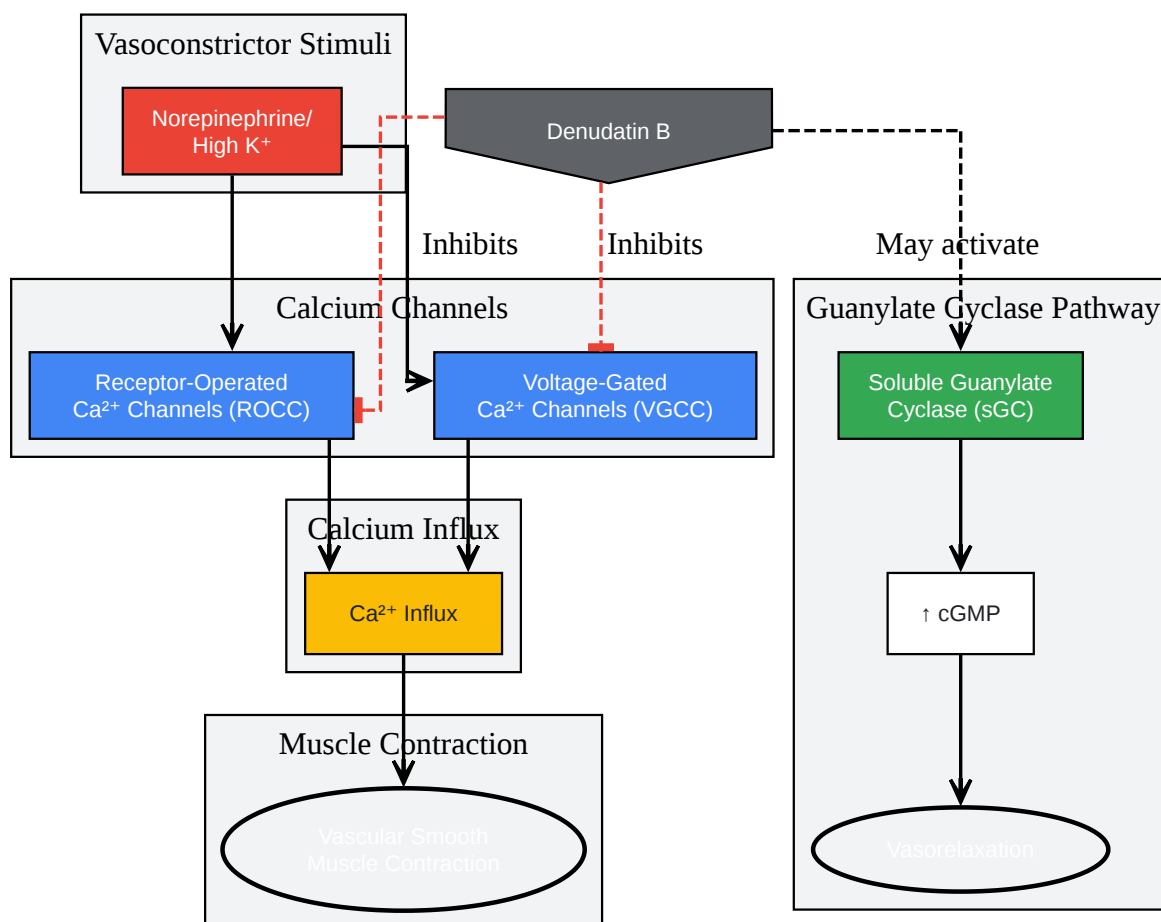 Vasoconstrictor Stimuli
Norepinephrine/
High K⁺
Denudatin B
Inhibits
Inhibits
May activate
Calcium Channels
Guanylate Cyclase Pathway
Receptor-Operated
Ca²⁺ Channels (ROCC)
Voltage-Gated
Ca²⁺ Channels (VGCC)
Soluble Guanylate
Cyclase (sGC)
Calcium Influx
Ca²⁺ Influx
↑ cGMP
Muscle Contraction
Vascular Smooth
Muscle Contraction
Vasorelaxation